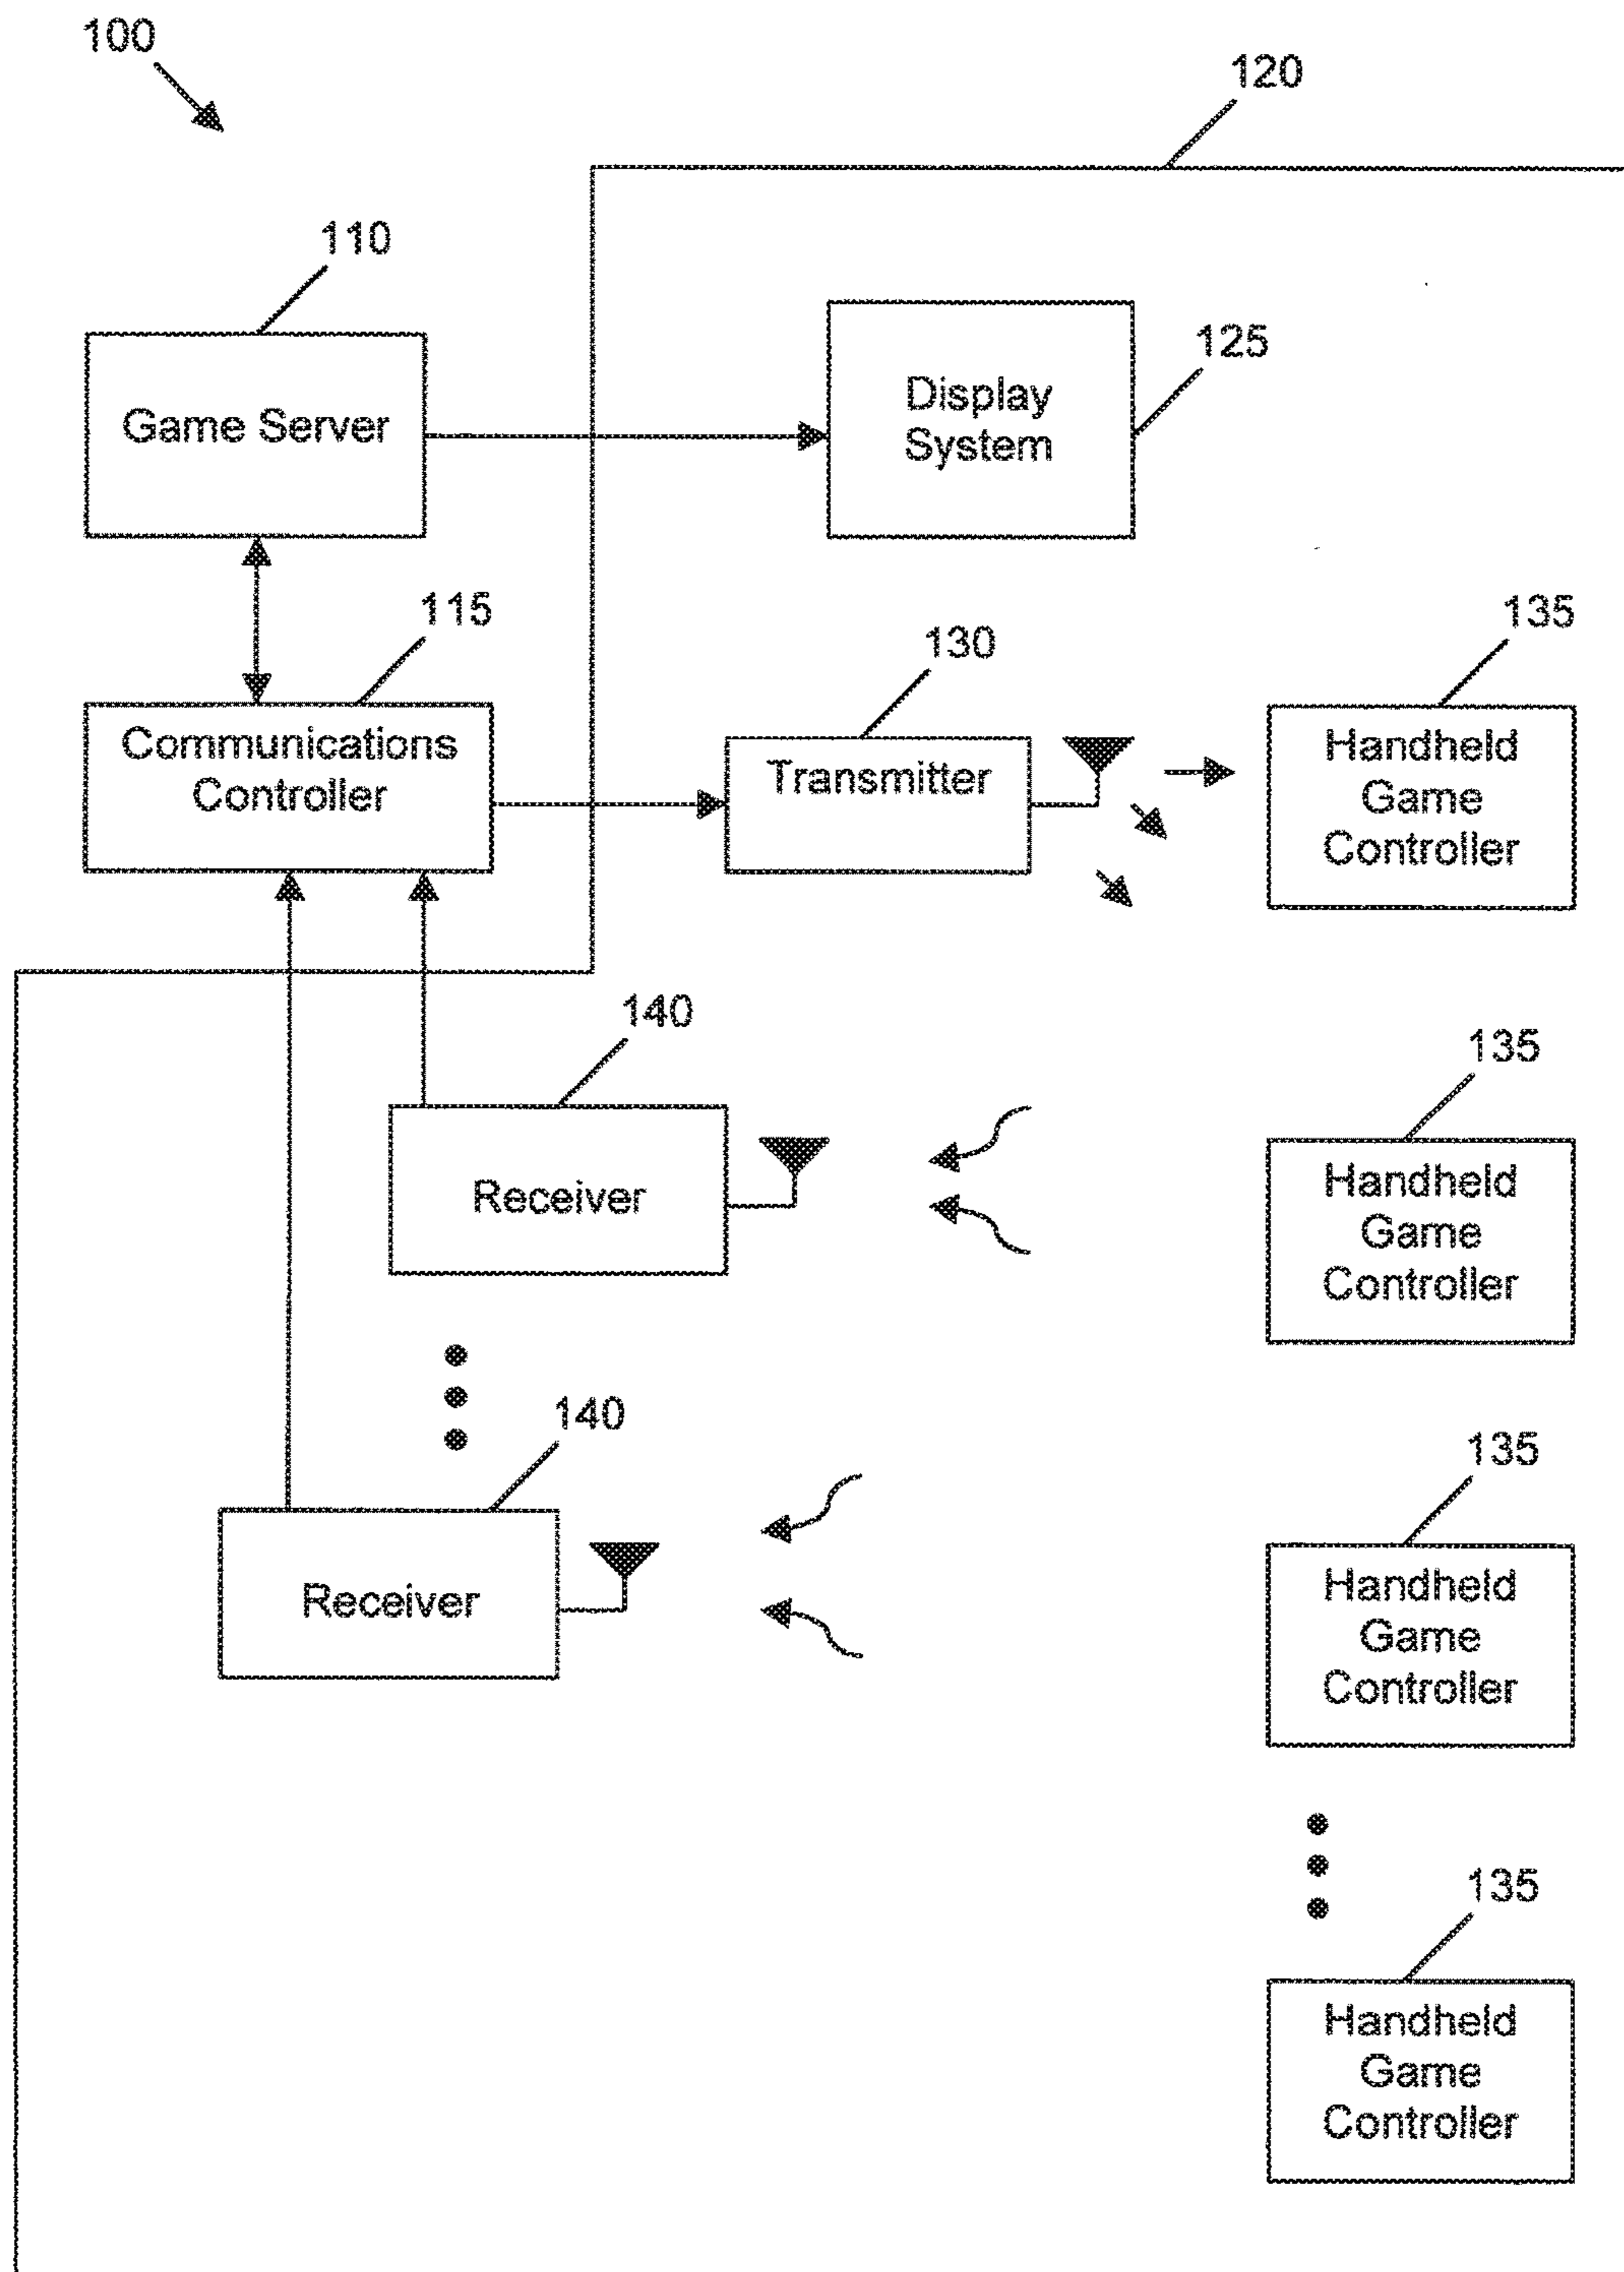 100
120
110
Game Server
125
Display
System
115
Communications
Controller
130
Transmitter
135
Handheld
Game
Controller
140
Receiver
135
Handheld
Game
Controller
140
Receiver
135
Handheld
Game
Controller
135
Handheld
Game
Controller